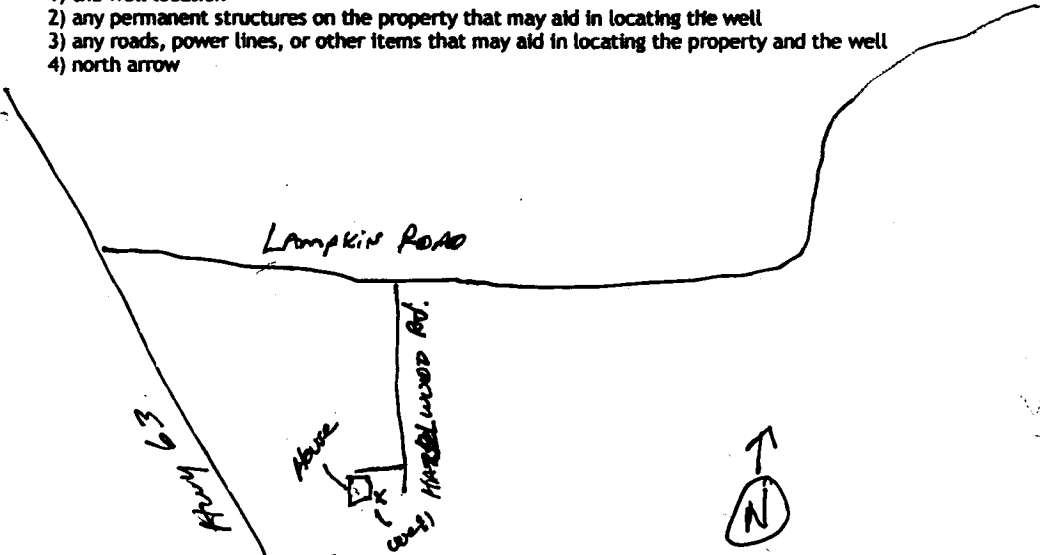 2) any permanent structures on the property that may aid in locating the well
3) any roads, power lines, or other items that may aid in locating the property and the well
4) north arrow
LAMPKIN ROAD
HAZELWOOD Rd.
Hwy 63
House
well
N